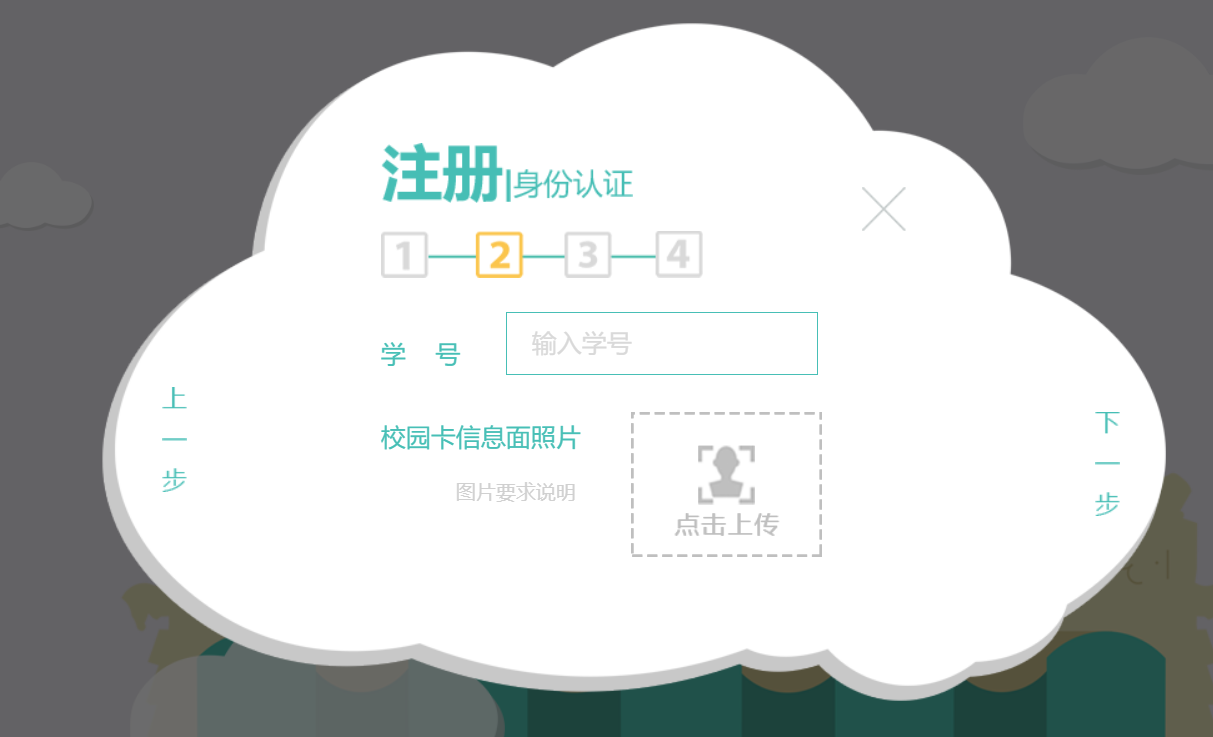 注册|身份认证
1 2 3 4
学 号 输入学号
上一步
下一步
校园卡信息面照片
图片要求说明
点击上传